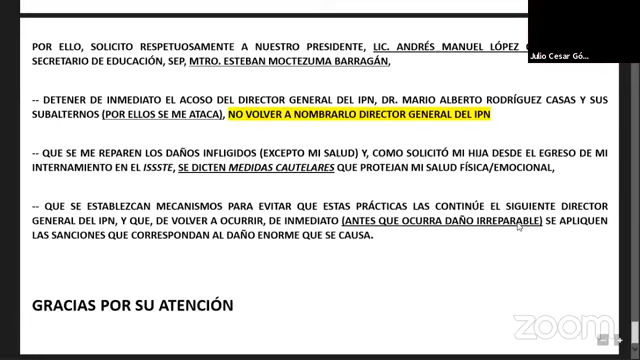 POR ELLO, SOLICITO RESPETUOSAMENTE A NUESTRO PRESIDENTE, LIC. ANDRÉS MANUEL LÓPEZ
SECRETARIO DE EDUCACIÓN, SEP, MTRO. ESTEBAN MOCTEZUMA BARRAGÁN,
-- DETENER DE INMEDIATO EL ACOSO DEL DIRECTOR GENERAL DEL IPN, DR. MARIO ALBERTO RODRÍGUEZ CASAS Y SUS
SUBALTERNOS (POR ELLOS SE ME ATACA), NO VOLVER A NOMBRARLO DIRECTOR GENERAL DEL IPN
-- QUE SE ME REPAREN LOS DAÑOS INFLIGIDOS (EXCEPTO MI SALUD) Y, COMO SOLICITÓ MI HIJA DESDE EL EGRESO DE MI
INTERNAMIENTO EN EL ISSSTE, SE DICTEN MEDIDAS CAUTELARES QUE PROTEJAN MI SALUD FÍSICA/EMOCIONAL,
-- QUE SE ESTABLEZCAN MECANISMOS PARA EVITAR QUE ESTAS PRÁCTICAS LAS CONTINÚE EL SIGUIENTE DIRECTOR
GENERAL DEL IPN, Y QUE, DE VOLVER A OCURRIR, DE INMEDIATO (ANTES QUE OCURRA DAÑO IRREPARABLE) SE APLIQUEN
LAS SANCIONES QUE CORRESPONDAN AL DAÑO ENORME QUE SE CAUSA.
GRACIAS POR SU ATENCIÓN
Julio Cesar Gó...
zoom